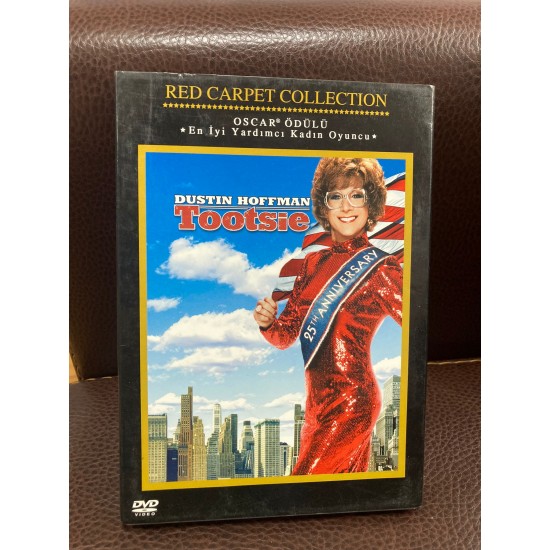 RED CARPET COLLECTION
OSCAR® ÖDÜLÜ
★ En İyi Yardımcı Kadın Oyuncu ★
DUSTIN HOFFMAN
Tootsie
25TH ANNIVERSARY
DVD
VIDEO